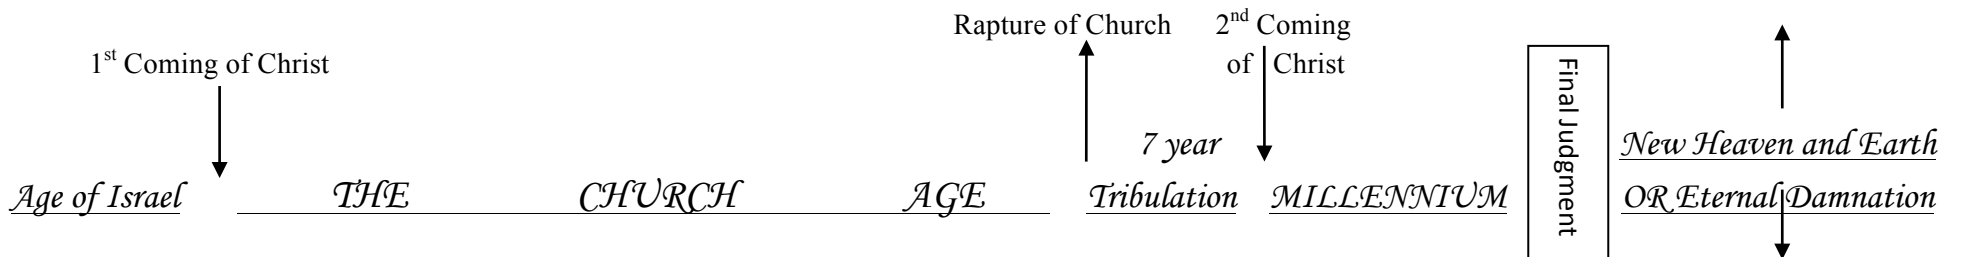 Rapture of Church
2nd Coming
of Christ
1st Coming of Christ
7 year
Age of Israel
THE CHURCH AGE
Tribulation
MILLENNIUM
Final Judgment
New Heaven and Earth
OR Eternal Damnation